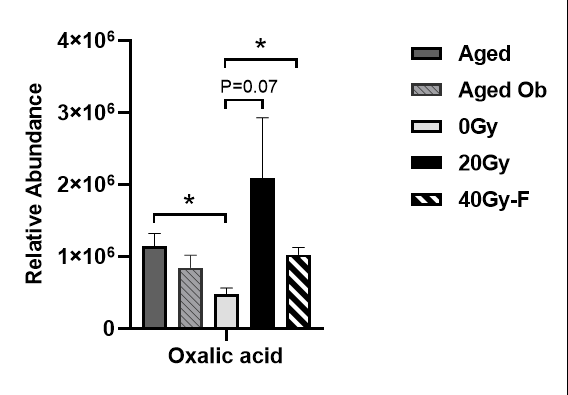 4×10⁶
3×10⁶
2×10⁶
1×10⁶
0
Relative Abundance
*
P=0.07
*
Oxalic acid
Aged
Aged Ob
0Gy
20Gy
40Gy-F